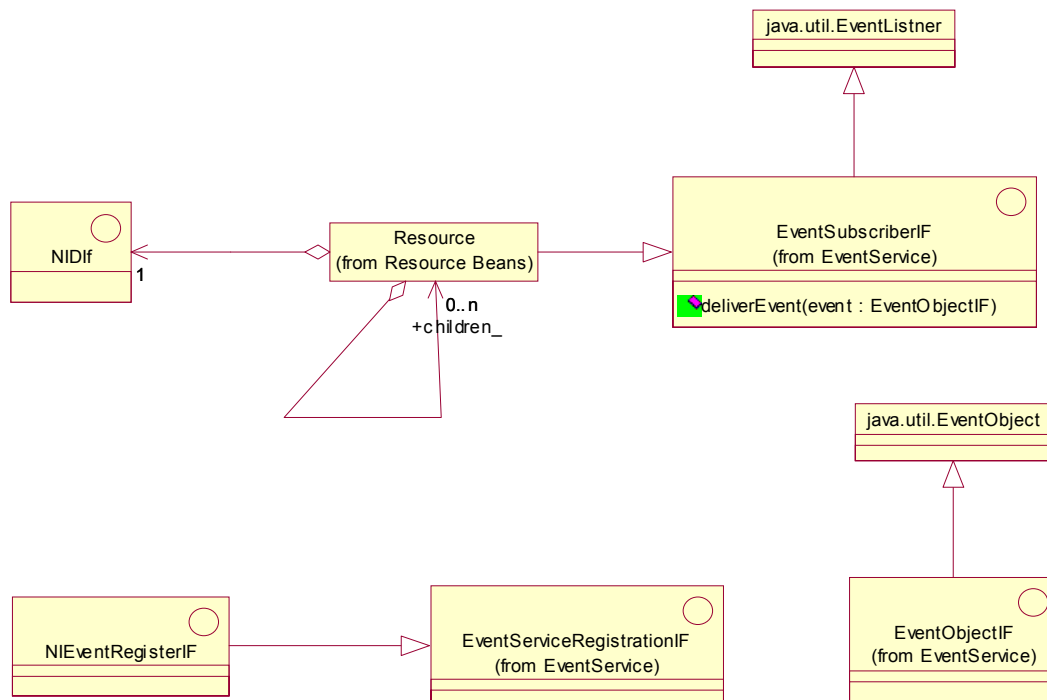 java.util.EventListner
NIDIf
1
Resource
(from Resource Beans)
0..n
+children_
EventSubscriberIF
(from EventService)
deliverEvent(event : EventObjectIF)
java.util.EventObject
NIEventRegisterIF
EventServiceRegistrationIF
(from EventService)
EventObjectIF
(from EventService)